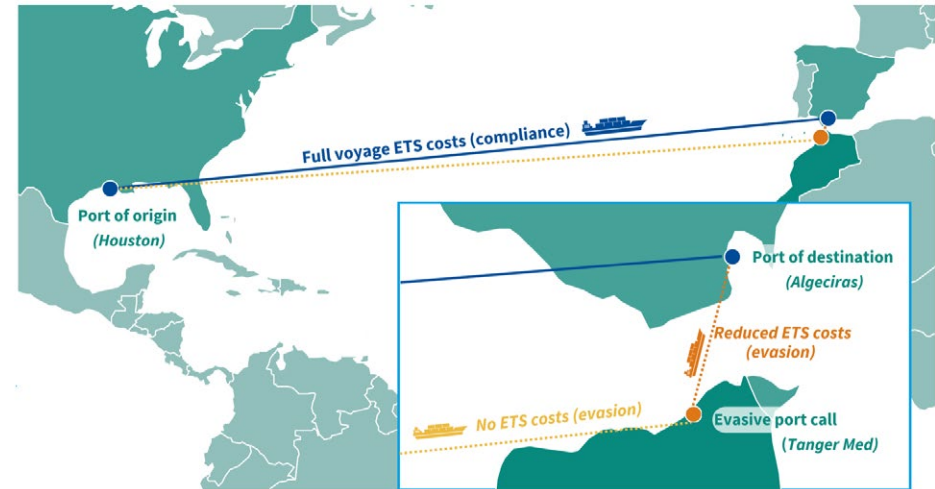 Full voyage ETS costs (compliance)
Port of origin
(Houston)
Port of destination
(Algeciras)
Reduced ETS costs
(evasion)
No ETS costs (evasion)
Evasive port call
(Tanger Med)